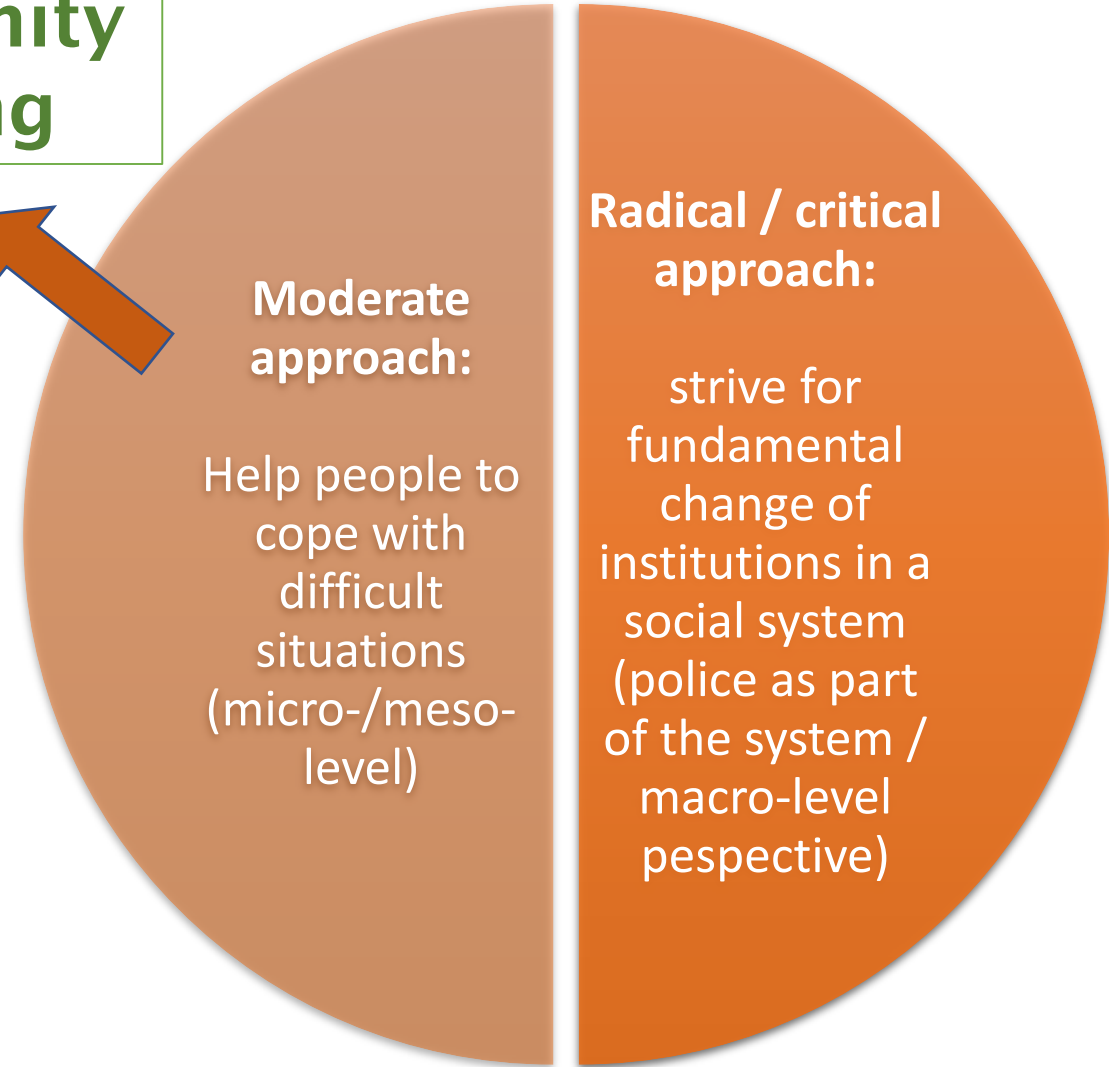 nity
ng
Moderate
approach:
Help people to
cope with
difficult
situations
(micro-/meso-
level)
Radical / critical
approach:
strive for
fundamental
change of
institutions in a
social system
(police as part
of the system /
macro-level
pespective)